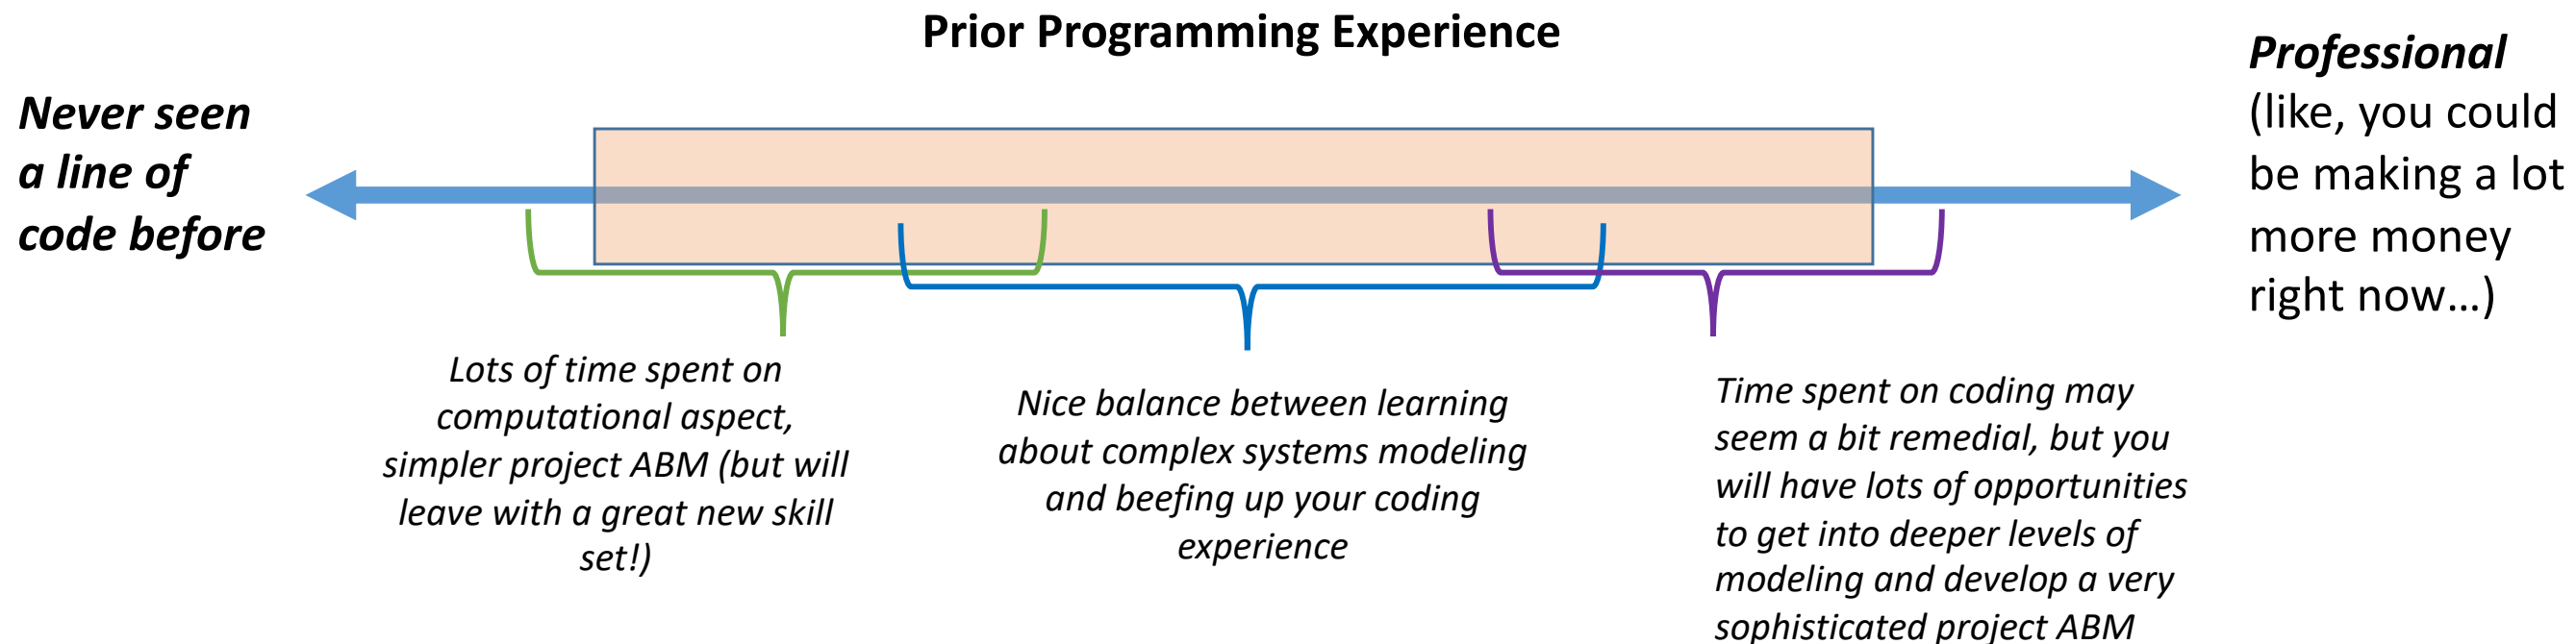 Prior Programming Experience
Never seen
a line of
code before
Professional
(like, you could
be making a lot
more money
right now…)
Lots of time spent on
computational aspect,
simpler project ABM (but will
leave with a great new skill
set!)
Nice balance between learning
about complex systems modeling
and beefing up your coding
experience
Time spent on coding may
seem a bit remedial, but you
will have lots of opportunities
to get into deeper levels of
modeling and develop a very
sophisticated project ABM